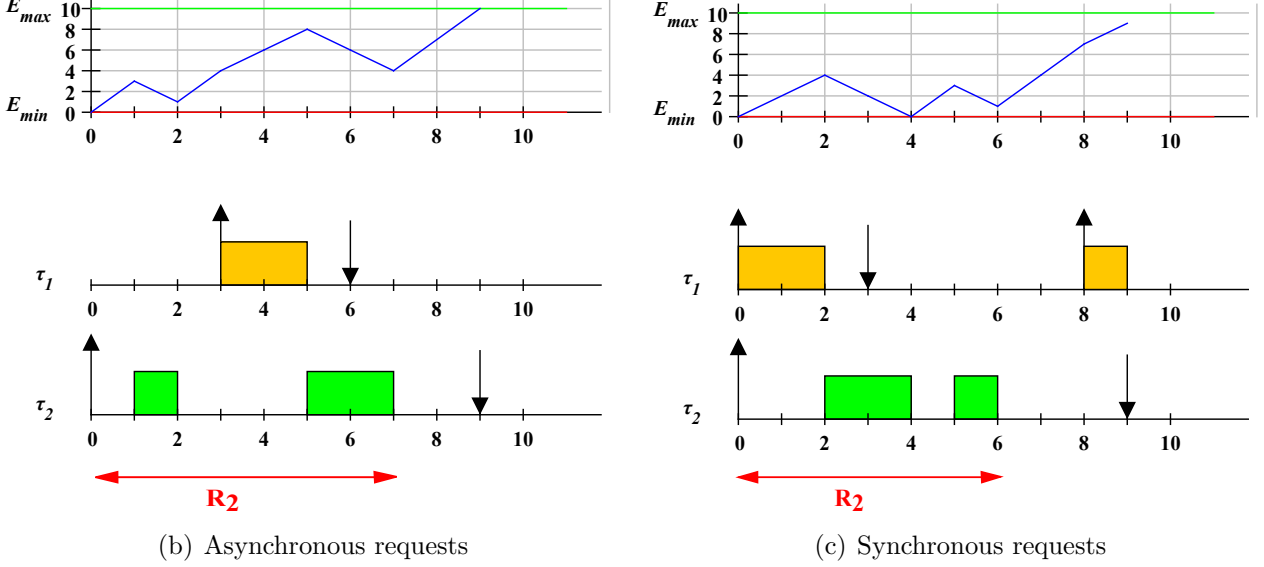 E_max 10
8
6
4
2
E_min 0
0 2 4 6 8 10
τ_1
0 2 4 6 8 10
τ_2
0 2 4 6 8 10
R_2
(b) Asynchronous requests
E_max 10
8
6
4
2
E_min 0
0 2 4 6 8 10
τ_1
0 2 4 6 8 10
τ_2
0 2 4 6 8 10
R_2
(c) Synchronous requests